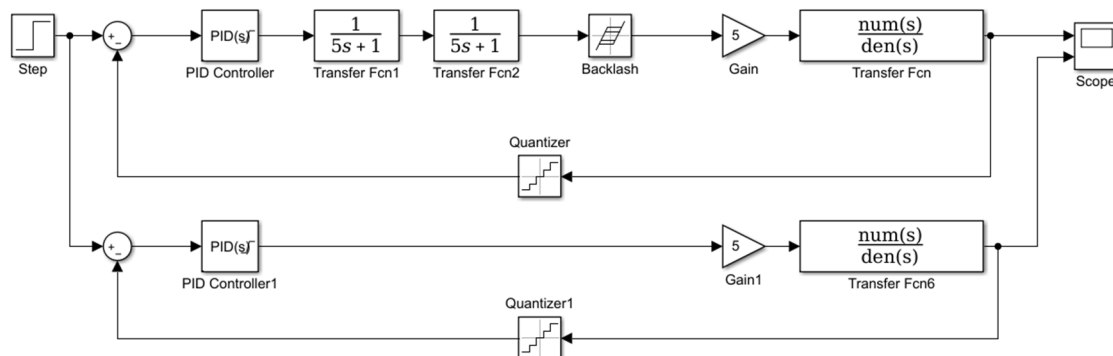 Step
+
−
PID(s)
PID Controller
1
5s + 1
Transfer Fcn1
1
5s + 1
Transfer Fcn2
Backlash
5
Gain
num(s)
den(s)
Transfer Fcn
Scope
Quantizer
+
−
PID(s)
PID Controller1
5
Gain1
num(s)
den(s)
Transfer Fcn6
Quantizer1